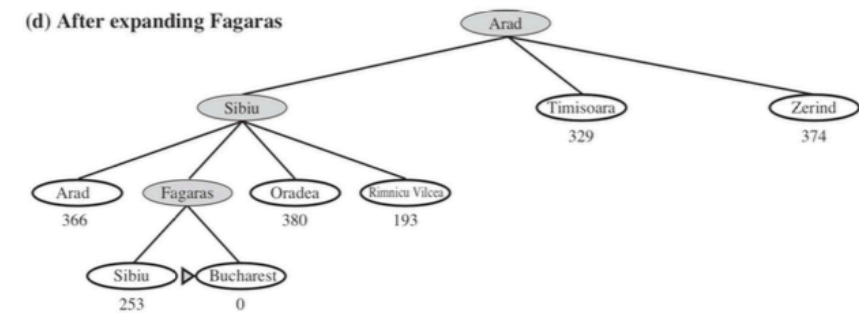 (d) After expanding Fagaras
Arad
Sibiu
Timisoara
Zerind
329
374
Arad
Fagaras
Oradea
Rimnicu Vilcea
366
380
193
Sibiu
Bucharest
253
0